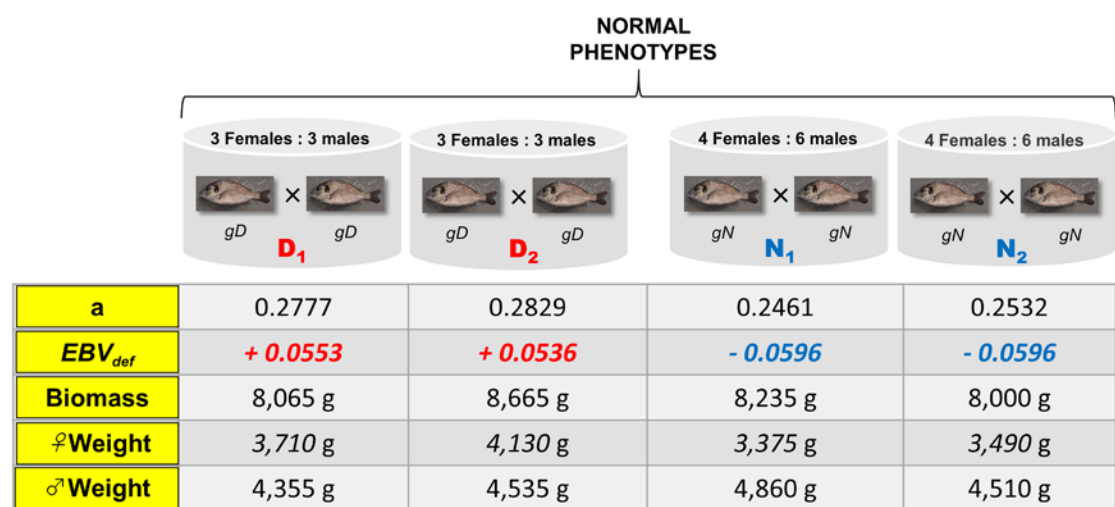 NORMAL
PHENOTYPES
3 Females : 3 males
3 Females : 3 males
4 Females : 6 males
4 Females : 6 males
× × × ×
gD gD gD gD gN gN gN gN
D1 D2 N1 N2
a 0.2777 0.2829 0.2461 0.2532
EBVdef + 0.0553 + 0.0536 - 0.0596 - 0.0596
Biomass 8,065 g 8,665 g 8,235 g 8,000 g
♀Weight 3,710 g 4,130 g 3,375 g 3,490 g
♂Weight 4,355 g 4,535 g 4,860 g 4,510 g